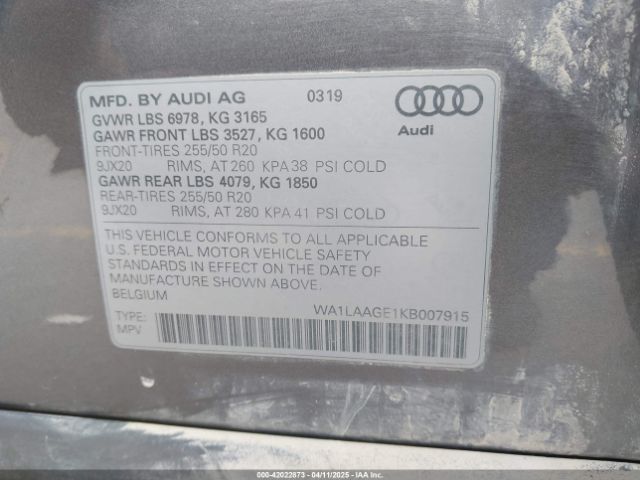 MFD. BY AUDI AG 0319
GVWR LBS 6978, KG 3165
GAWR FRONT LBS 3527, KG 1600
FRONT-TIRES 255/50 R20
9JX20 RIMS, AT 260 KPA 38 PSI COLD
GAWR REAR LBS 4079, KG 1850
REAR-TIRES 255/50 R20
9JX20 RIMS, AT 280 KPA 41 PSI COLD
Audi
THIS VEHICLE CONFORMS TO ALL APPLICABLE
U.S. FEDERAL MOTOR VEHICLE SAFETY
STANDARDS IN EFFECT ON THE DATE OF
MANUFACTURE SHOWN ABOVE.
BELGIUM
WA1LAAGE1KB007915
TYPE:
MPV
000-42022873 - 04/11/2025 - COPYRIGHT IAA, LLC.